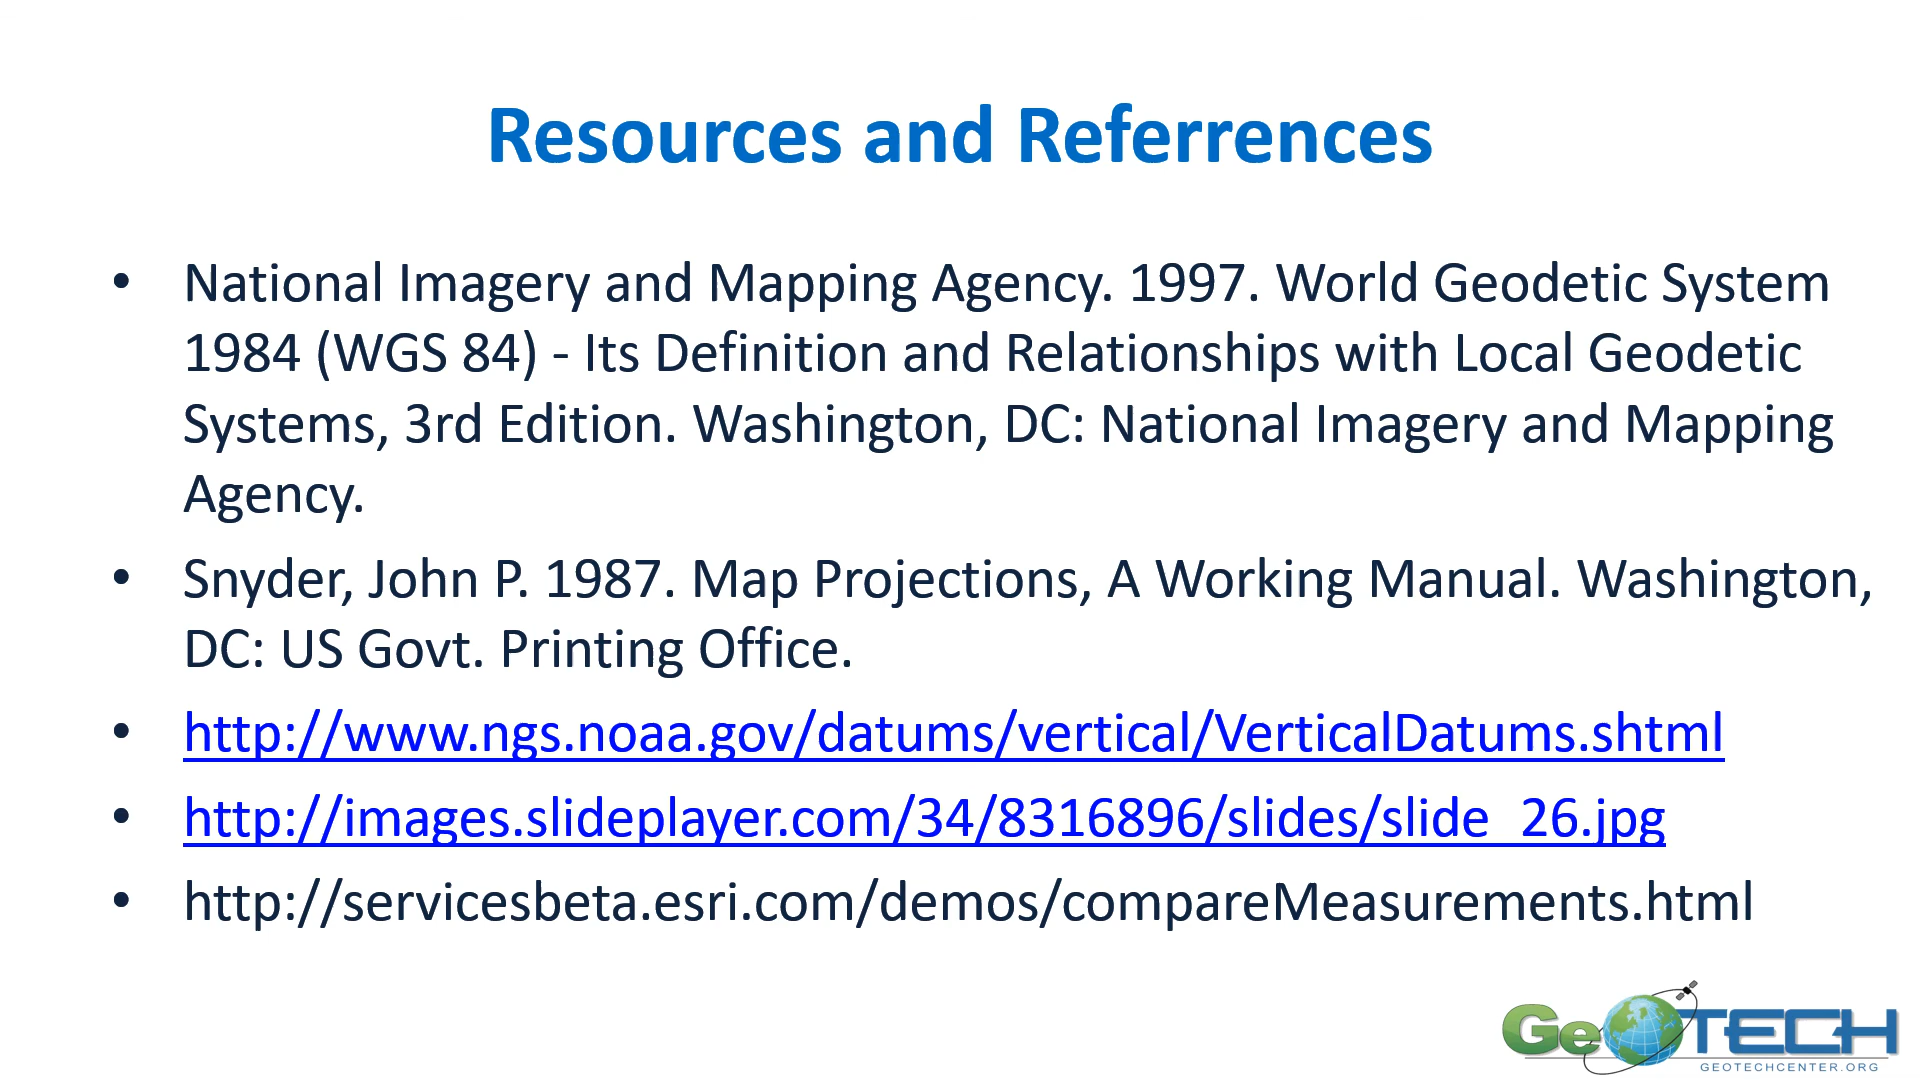 Resources and Referrences
• National Imagery and Mapping Agency. 1997. World Geodetic System
1984 (WGS 84) - Its Definition and Relationships with Local Geodetic
Systems, 3rd Edition. Washington, DC: National Imagery and Mapping
Agency.
• Snyder, John P. 1987. Map Projections, A Working Manual. Washington,
DC: US Govt. Printing Office.
• http://www.ngs.noaa.gov/datums/vertical/VerticalDatums.shtml
• http://images.slideplayer.com/34/8316896/slides/slide_26.jpg
• http://servicesbeta.esri.com/demos/compareMeasurements.html
GeoTECH
GEOTECHCENTER.ORG